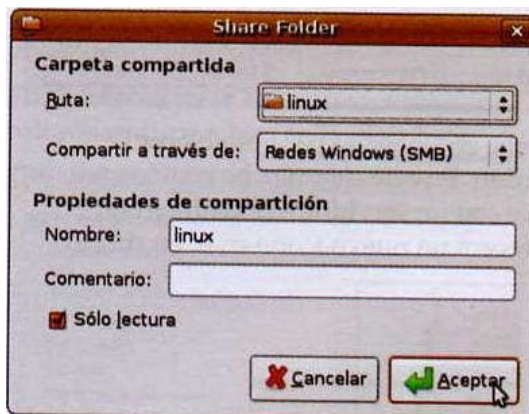 Share Folder
Carpeta compartida
Ruta: linux
Compartir a través de: Redes Windows (SMB)
Propiedades de compartición
Nombre: linux
Comentario:
Sólo lectura
Cancelar Aceptar